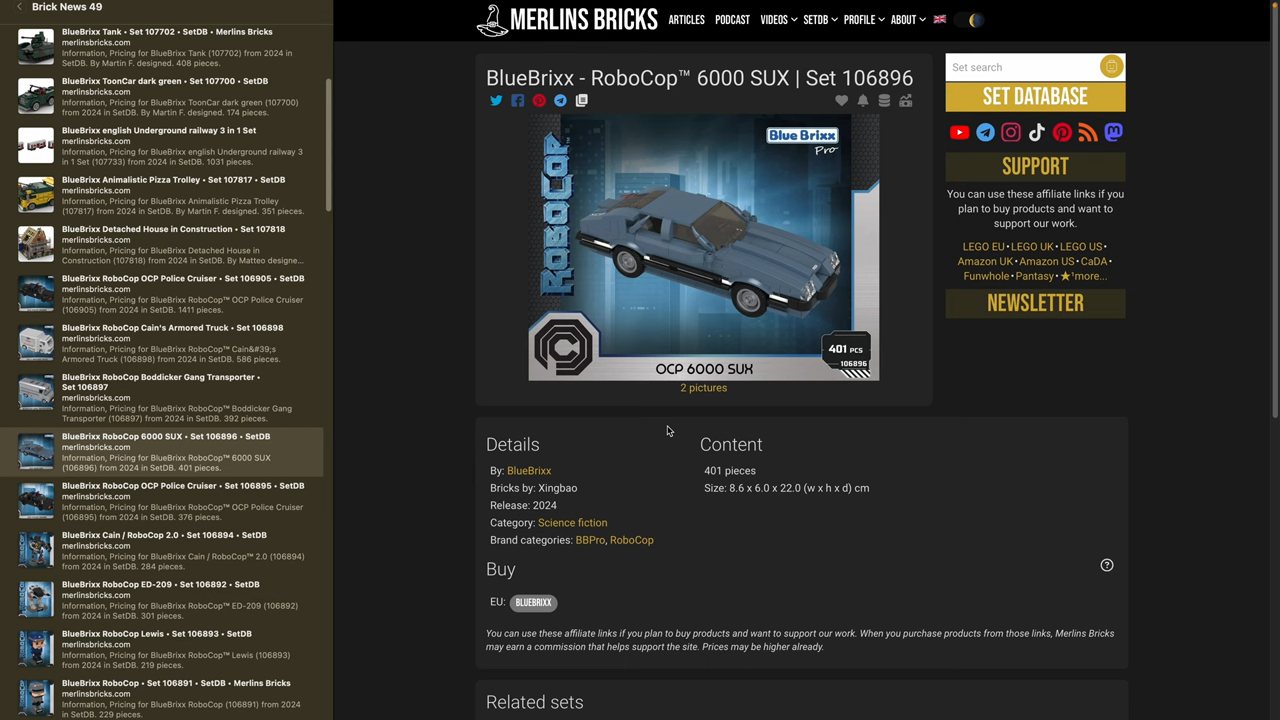 Brick News 49
BlueBrixx Tank • Set 107702 • SetDB • Merlins Bricks
merlinsbricks.com
Information, Pricing for BlueBrixx Tank (107702) from 2024 in
SetDB. By Martin F. designed. 408 pieces.
BlueBrixx ToonCar dark green • Set 107700 • SetDB
merlinsbricks.com
Information, Pricing for BlueBrixx ToonCar dark green (107700)
from 2024 in SetDB. By Martin F. designed. 174 pieces.
BlueBrixx english Underground railway 3 in 1 Set
merlinsbricks.com
Information, Pricing for BlueBrixx english Underground railway 3
in 1 Set (107733) from 2024 in SetDB. 1031 pieces.
BlueBrixx Animalistic Pizza Trolley • Set 107817 • SetDB
merlinsbricks.com
Information, Pricing for BlueBrixx Animalistic Pizza Trolley
(107817) from 2024 in SetDB. By Martin F. designed. 351 pieces.
BlueBrixx Detached House in Construction • Set 107818
merlinsbricks.com
Information, Pricing for BlueBrixx Detached House in
Construction (107818) from 2024 in SetDB. By Matteo designe...
BlueBrixx RoboCop OCP Police Cruiser • Set 106905 • SetDB
merlinsbricks.com
Information, Pricing for BlueBrixx RoboCop™ OCP Police Cruiser
(106905) from 2024 in SetDB. 1411 pieces.
BlueBrixx RoboCop Cain's Armored Truck • Set 106898
merlinsbricks.com
Information, Pricing for BlueBrixx RoboCop™ Cain&#39;s
Armored Truck (106898) from 2024 in SetDB. 586 pieces.
BlueBrixx RoboCop Boddicker Gang Transporter •
Set 106897
merlinsbricks.com
Information, Pricing for BlueBrixx RoboCop™ Boddicker Gang
Transporter (106897) from 2024 in SetDB. 392 pieces.
BlueBrixx RoboCop 6000 SUX • Set 106896 • SetDB
merlinsbricks.com
Information, Pricing for BlueBrixx RoboCop™ 6000 SUX
(106896) from 2024 in SetDB. 401 pieces.
BlueBrixx RoboCop OCP Police Cruiser • Set 106895 • SetDB
merlinsbricks.com
Information, Pricing for BlueBrixx RoboCop™ OCP Police Cruiser
(106895) from 2024 in SetDB. 376 pieces.
BlueBrixx Cain / RoboCop 2.0 • Set 106894 • SetDB
merlinsbricks.com
Information, Pricing for BlueBrixx Cain / RoboCop™ 2.0 (106894)
from 2024 in SetDB. 284 pieces.
BlueBrixx RoboCop ED-209 • Set 106892 • SetDB
merlinsbricks.com
Information, Pricing for BlueBrixx RoboCop™ ED-209 (106892)
from 2024 in SetDB. 301 pieces.
BlueBrixx RoboCop Lewis • Set 106893 • SetDB
merlinsbricks.com
Information, Pricing for BlueBrixx RoboCop™ Lewis (106893)
from 2024 in SetDB. 219 pieces.
BlueBrixx RoboCop • Set 106891 • SetDB • Merlins Bricks
merlinsbricks.com
Information, Pricing for BlueBrixx RoboCop (106891) from 2024
in SetDB. 229 pieces.
MERLINS BRICKS
ARTICLES PODCAST VIDEOS SETDB PROFILE ABOUT
BlueBrixx - RoboCop™ 6000 SUX | Set 106896
ROBOCOP™
Blue Brixx
Pro
401 PCS
106896
OCP 6000 SUX
2 pictures
Details
By: BlueBrixx
Bricks by: Xingbao
Release: 2024
Category: Science fiction
Brand categories: BBPro, RoboCop
Content
401 pieces
Size: 8.6 x 6.0 x 22.0 (w x h x d) cm
Buy
?
EU: BLUEBRIXX
You can use these affiliate links if you plan to buy products and want to support our work. When you purchase products from those links, Merlins Bricks
may earn a commission that helps support the site. Prices may be higher already.
Related sets
Set search
SET DATABASE
SUPPORT
You can use these affiliate links if you
plan to buy products and want to
support our work.
LEGO EU • LEGO UK • LEGO US •
Amazon UK • Amazon US • CaDA •
Funwhole • Pantasy • ★¹more...
NEWSLETTER